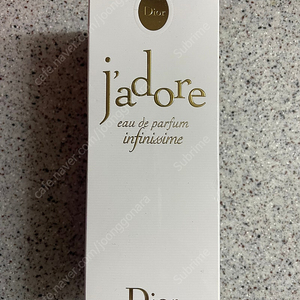 Dior
j'adore
eau de parfum
infinissime
Dior